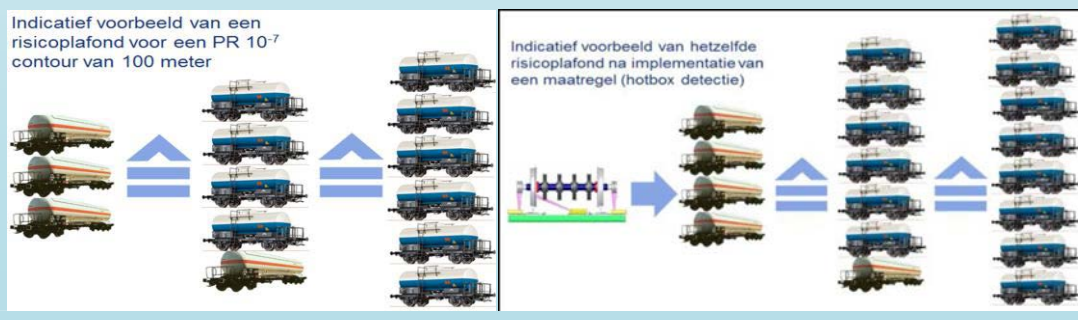 Indicatief voorbeeld van een
risicoplafond voor een PR 10⁻⁷
contour van 100 meter
Indicatief voorbeeld van hetzelfde
risicoplafond na implementatie van
een maatregel (hotbox detectie)